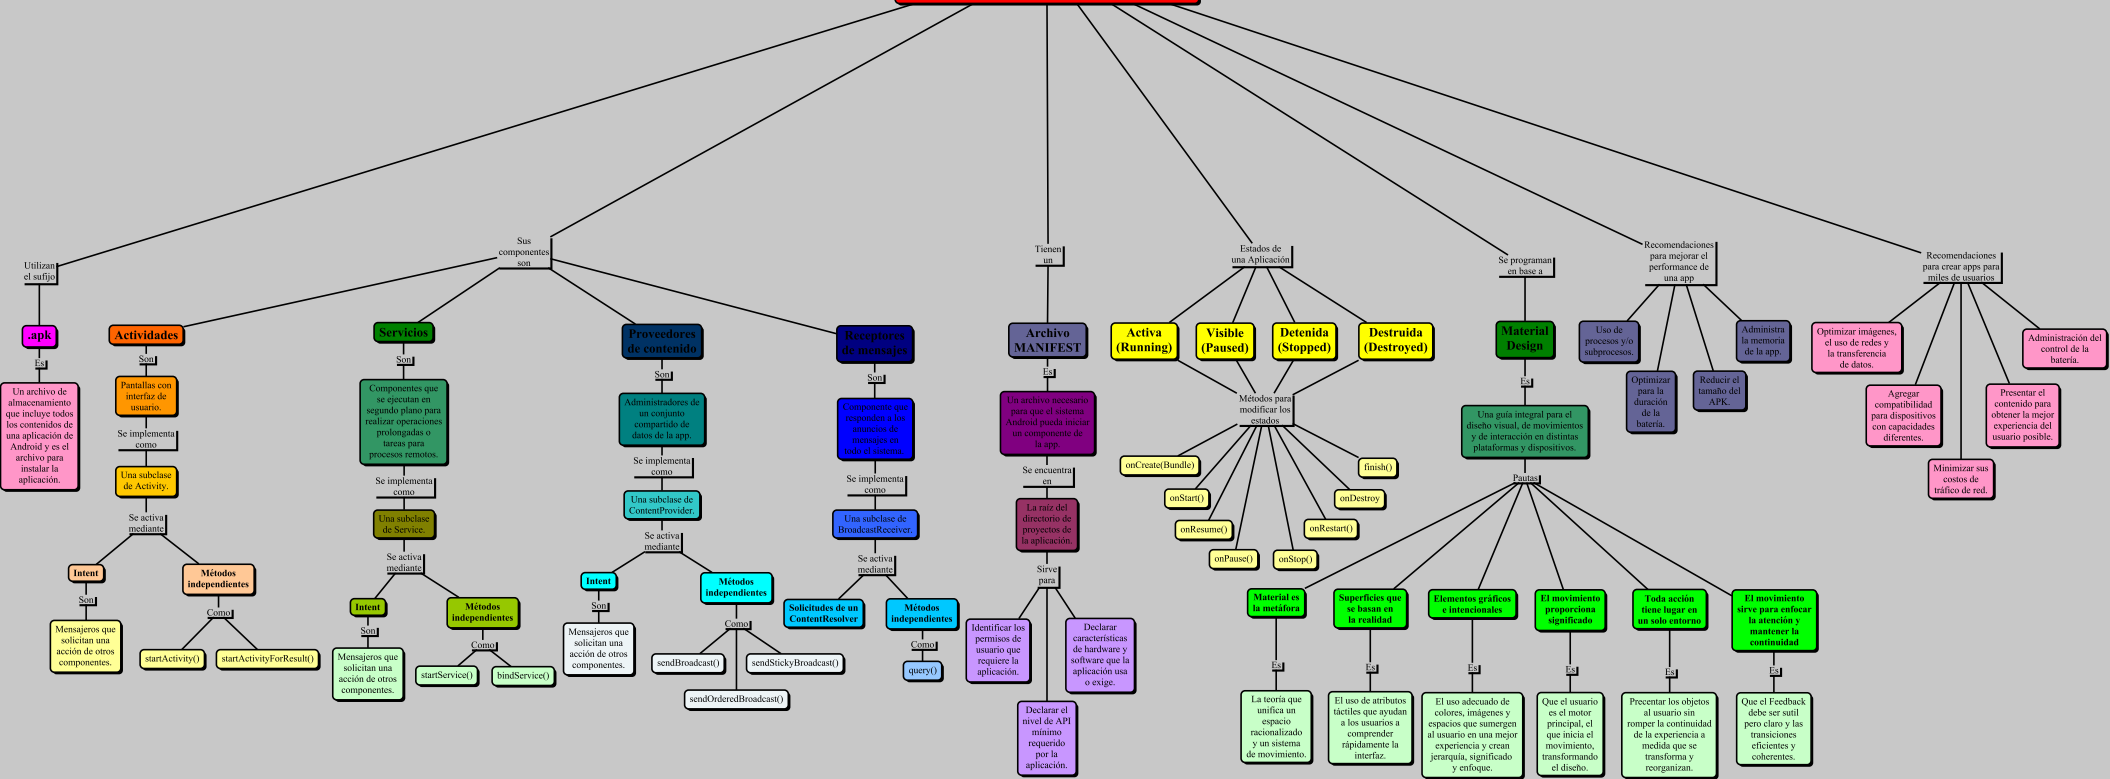 Utilizan
el sufijo
.apk
Es
Un archivo de
almacenamiento
que incluye todos
los contenidos de
una aplicación de
Android y es el
archivo para
instalar la
aplicación.
Sus
componentes
son
Actividades
Son
Pantallas con
interfaz de
usuario.
Se implementa
como
Una subclase
de Activity.
Se activa
mediante
Intent
Son
Mensajeros que
solicitan una
acción de otros
componentes.
Métodos
independientes
Como
startActivity()
startActivityForResult()
Servicios
Son
Componentes que
se ejecutan en
segundo plano para
realizar operaciones
prolongadas o
tareas para
procesos remotos.
Se implementa
como
Una subclase
de Service.
Se activa
mediante
Intent
Son
Mensajeros que
solicitan una
acción de otros
componentes.
Métodos
independientes
Como
startService()
bindService()
Proveedores
de contenido
Son
Administradores de
un conjunto
compartido de
datos de la app.
Se implementa
como
Una subclase de
ContentProvider.
Se activa
mediante
Intent
Son
Mensajeros que
solicitan una
acción de otros
componentes.
Métodos
independientes
Como
sendBroadcast()
sendStickyBroadcast()
sendOrderedBroadcast()
Receptores
de mensajes
Son
Componente que
responden a los
anuncios de
mensajes en
todo el sistema.
Se implementa
como
Una subclase de
BroadcastReceiver.
Se activa
mediante
Solicitudes de un
ContentResolver
Métodos
independientes
Como
query()
Tienen
un
Archivo
MANIFEST
Es
Un archivo necesario
para que el sistema
Android pueda iniciar
un componente de
la app.
Se encuentra
en
La raíz del
directorio de
proyectos de
la aplicación.
Sirve
para
Identificar los
permisos de
usuario que
requiere la
aplicación.
Declarar el
nivel de API
mínimo
requerido
por la
aplicación.
Declarar
características
de hardware y
software que la
aplicación usa
o exige.
Estados de
una Aplicación
Activa
(Running)
Visible
(Paused)
Detenida
(Stopped)
Destruida
(Destroyed)
Métodos para
modificar los
estados
onCreate(Bundle)
onStart()
onResume()
onPause()
onStop()
onRestart()
onDestroy
finish()
Se programan
en base a
Material
Design
Es
Una guía integral para el
diseño visual, de movimientos
y de interacción en distintas
plataformas y dispositivos.
Pautas
Material es
la metáfora
Es
La teoría que
unifica un
espacio
racionalizado
y un sistema
de movimiento.
Superficies que
se basan en
la realidad
Es
El uso de atributos
táctiles que ayudan
a los usuarios a
comprender
rápidamente la
interfaz.
Elementos gráficos
e intencionales
Es
El uso adecuado de
colores, imágenes y
espacios que sumergen
al usuario en una mejor
experiencia y crean
jerarquía, significado
y enfoque.
El movimiento
proporciona
significado
Es
Que el usuario
es el motor
principal, el
que inicia el
movimiento,
transformando
el diseño.
Toda acción
tiene lugar en
un solo entorno
Es
Precentar los objetos
al usuario sin
romper la continuidad
de la experiencia a
medida que se
transforma y
reorganizan.
El movimiento
sirve para enfocar
la atención y
mantener la
continuidad
Es
Que el Feedback
debe ser sutil
pero claro y las
transiciones
eficientes y
coherentes.
Recomendaciones
para mejorar el
performance de
una app
Uso de
procesos y/o
subprocesos.
Optimizar
para la
duración
de la
batería.
Reducir el
tamaño del
APK.
Administra
la memoria
de la app.
Recomendaciones
para crear apps para
miles de usuarios
Optimizar imágenes,
el uso de redes y
la transferencia
de datos.
Agregar
compatibilidad
para dispositivos
con capacidades
diferentes.
Minimizar sus
costos de
tráfico de red.
Presentar el
contenido para
obtener la mejor
experiencia del
usuario posible.
Administración del
control de la
batería.